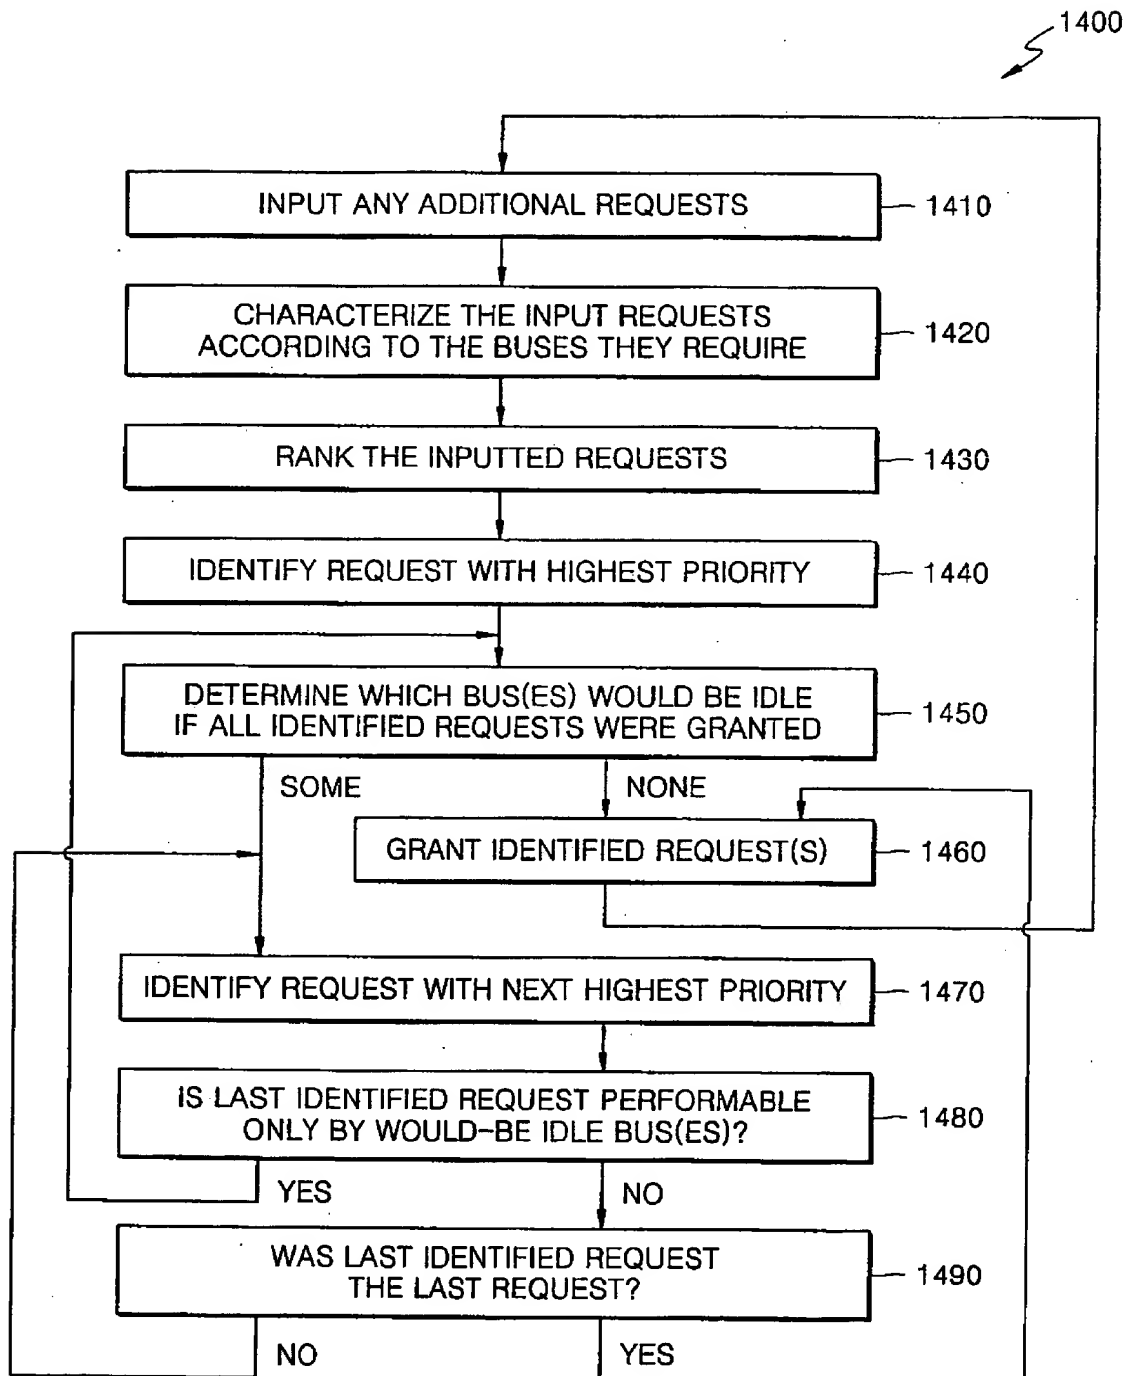 1400
INPUT ANY ADDITIONAL REQUESTS
1410
CHARACTERIZE THE INPUT REQUESTS
ACCORDING TO THE BUSES THEY REQUIRE
1420
RANK THE INPUTTED REQUESTS
1430
IDENTIFY REQUEST WITH HIGHEST PRIORITY
1440
DETERMINE WHICH BUS(ES) WOULD BE IDLE
IF ALL IDENTIFIED REQUESTS WERE GRANTED
1450
SOME
NONE
GRANT IDENTIFIED REQUEST(S)
1460
IDENTIFY REQUEST WITH NEXT HIGHEST PRIORITY
1470
IS LAST IDENTIFIED REQUEST PERFORMABLE
ONLY BY WOULD-BE IDLE BUS(ES)?
1480
YES
NO
WAS LAST IDENTIFIED REQUEST
THE LAST REQUEST?
1490
NO
YES